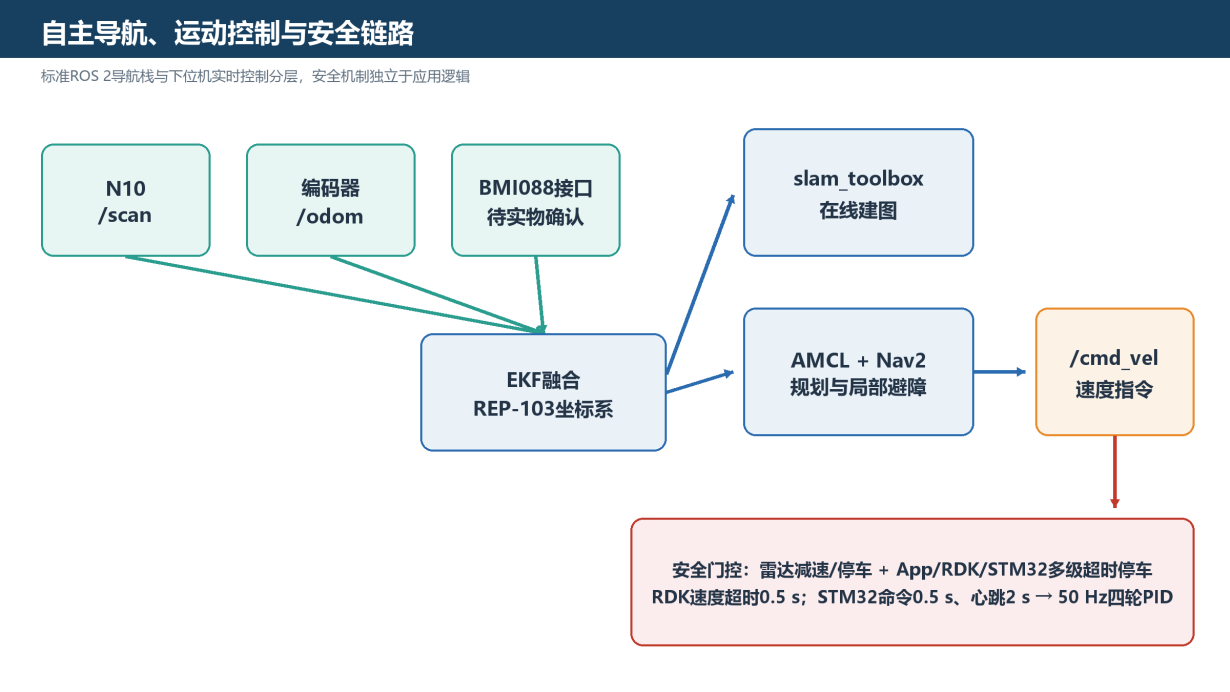 自主导航、运动控制与安全链路
标准ROS 2导航栈与下位机实时控制分层，安全机制独立于应用逻辑
N10
/scan
编码器
/odom
BMI088接口
待实物确认
slam_toolbox
在线建图
EKF融合
REP-103坐标系
AMCL + Nav2
规划与局部避障
/cmd_vel
速度指令
安全门控：雷达减速/停车 + App/RDK/STM32多级超时停车
RDK速度超时0.5 s；STM32命令0.5 s、心跳2 s → 50 Hz四轮PID